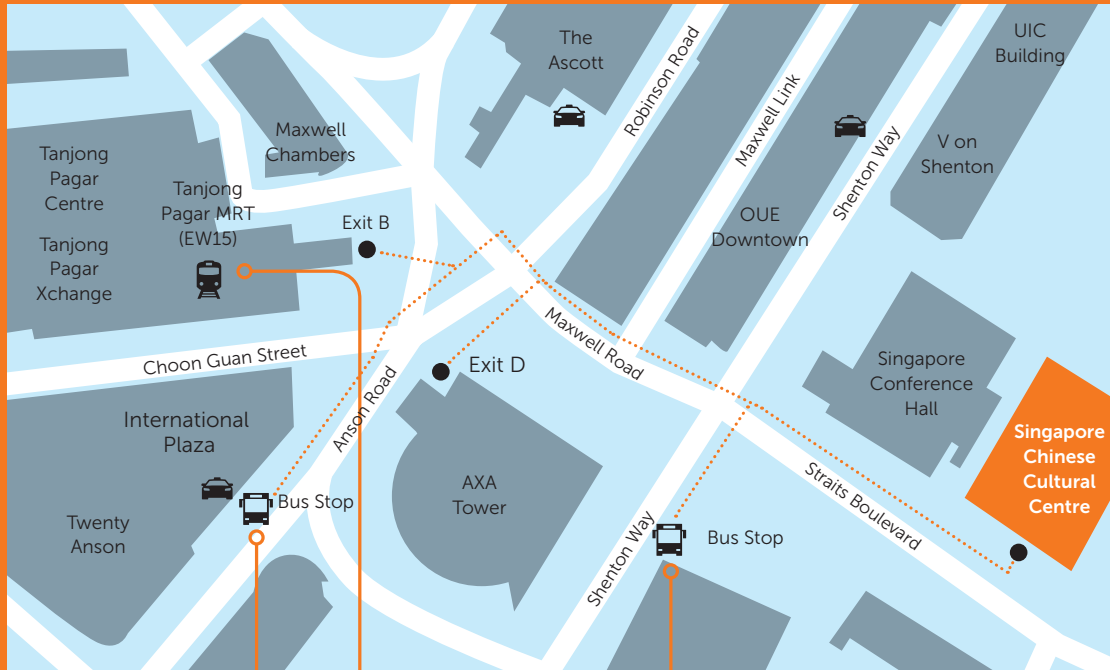 UIC
Building
The
Ascott
Robinson Road
Maxwell Link
Shenton Way
Maxwell
Chambers
V on
Shenton
Tanjong
Pagar
Centre
Tanjong
Pagar MRT
(EW15)
Exit B
OUE
Downtown
Tanjong
Pagar
Xchange
Maxwell Road
Choon Guan Street
Exit D
Singapore
Conference
Hall
Anson Road
International
Plaza
Singapore
Chinese
Cultural
Centre
AXA
Tower
Straits Boulevard
Bus Stop
Twenty
Anson
Shenton Way
Bus Stop